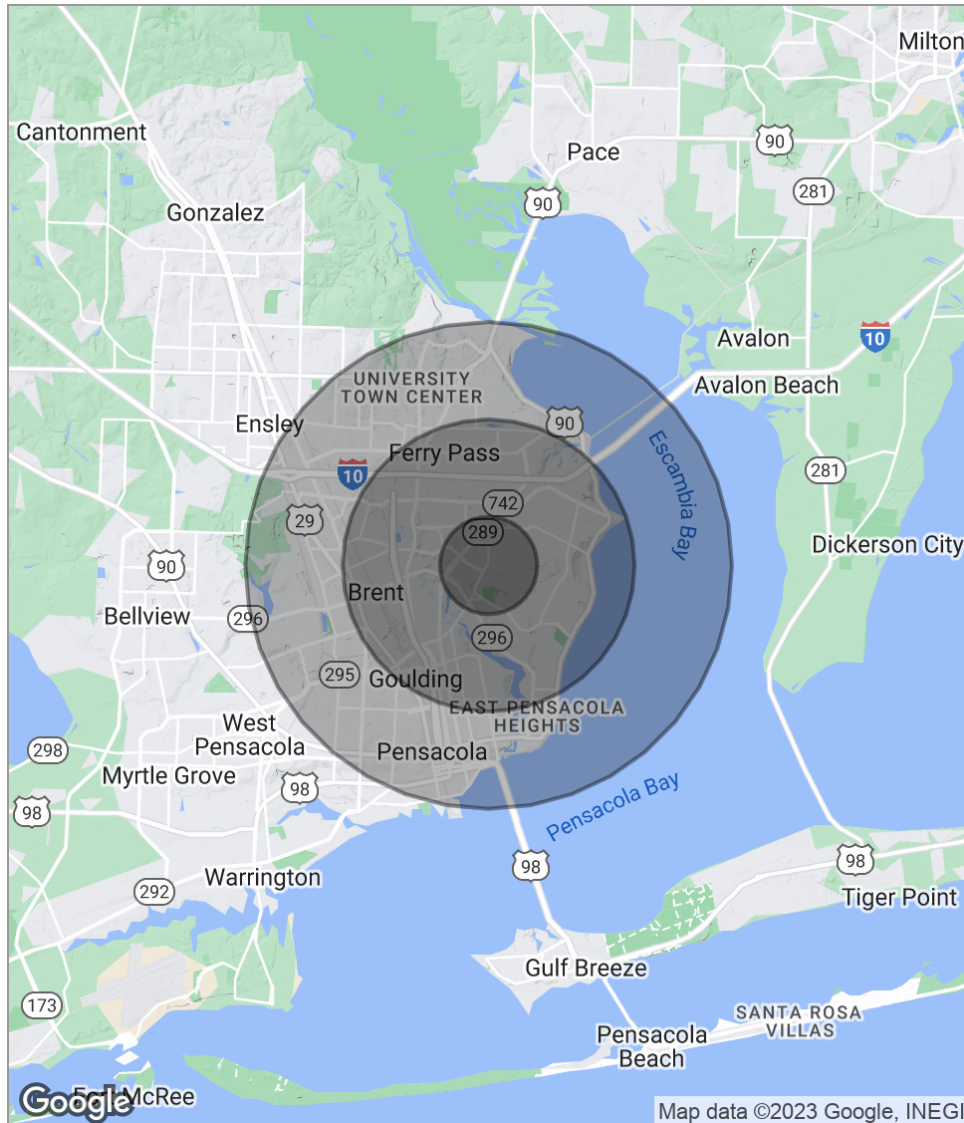 Milton
Cantonment
90
Pace
281
90
Gonzalez
Avalon
10
UNIVERSITY
TOWN CENTER
Avalon Beach
Ensley
90
Ferry Pass
Escambia Bay
10
281
742
29
289
Dickerson City
90
Brent
Bellview
296
296
295
Goulding
EAST PENSACOLA
HEIGHTS
West
Pensacola
298
Pensacola
Myrtle Grove
98
Pensacola Bay
98
98
98
Warrington
292
Tiger Point
Gulf Breeze
173
SANTA ROSA
VILLAS
Pensacola
Beach
Google
Fort McRee
Map data ©2023 Google, INEGI